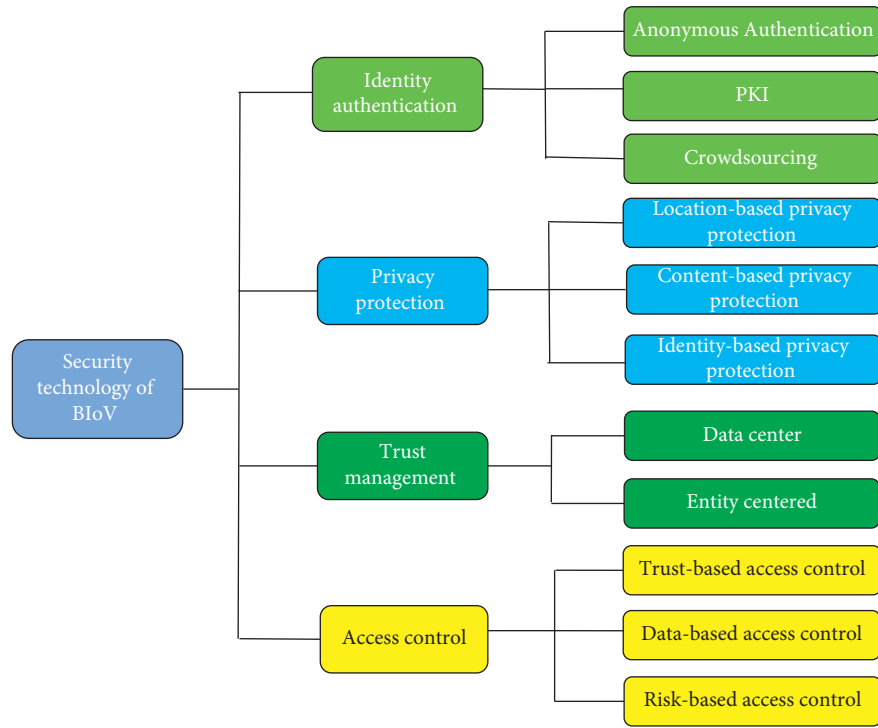 Security
technology of
BIoV
Identity
authentication
Anonymous Authentication
PKI
Crowdsourcing
Privacy
protection
Location-based privacy
protection
Content-based privacy
protection
Identity-based privacy
protection
Trust
management
Data center
Entity centered
Access control
Trust-based access control
Data-based access control
Risk-based access control